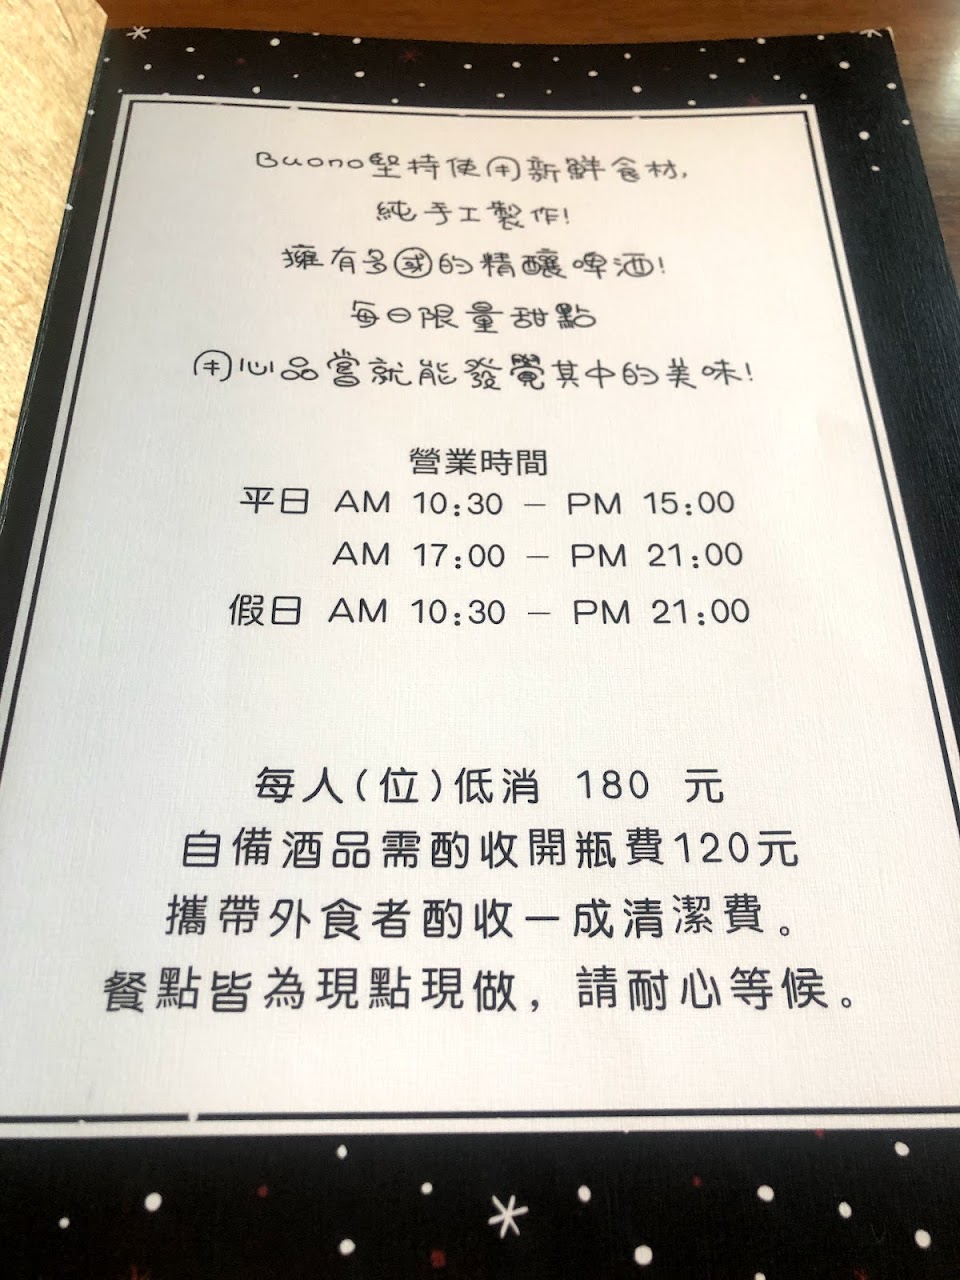 Buono堅持使用新鮮食材,
純手工製作!
擁有多國的精釀啤酒!
每日限量甜點
用心品嘗就能發覺其中的美味!
營業時間
平日 AM 10:30 – PM 15:00
AM 17:00 – PM 21:00
假日 AM 10:30 – PM 21:00
每人(位)低消 180 元
自備酒品需酌收開瓶費120元
攜帶外食者酌收一成清潔費。
餐點皆為現點現做，請耐心等候。